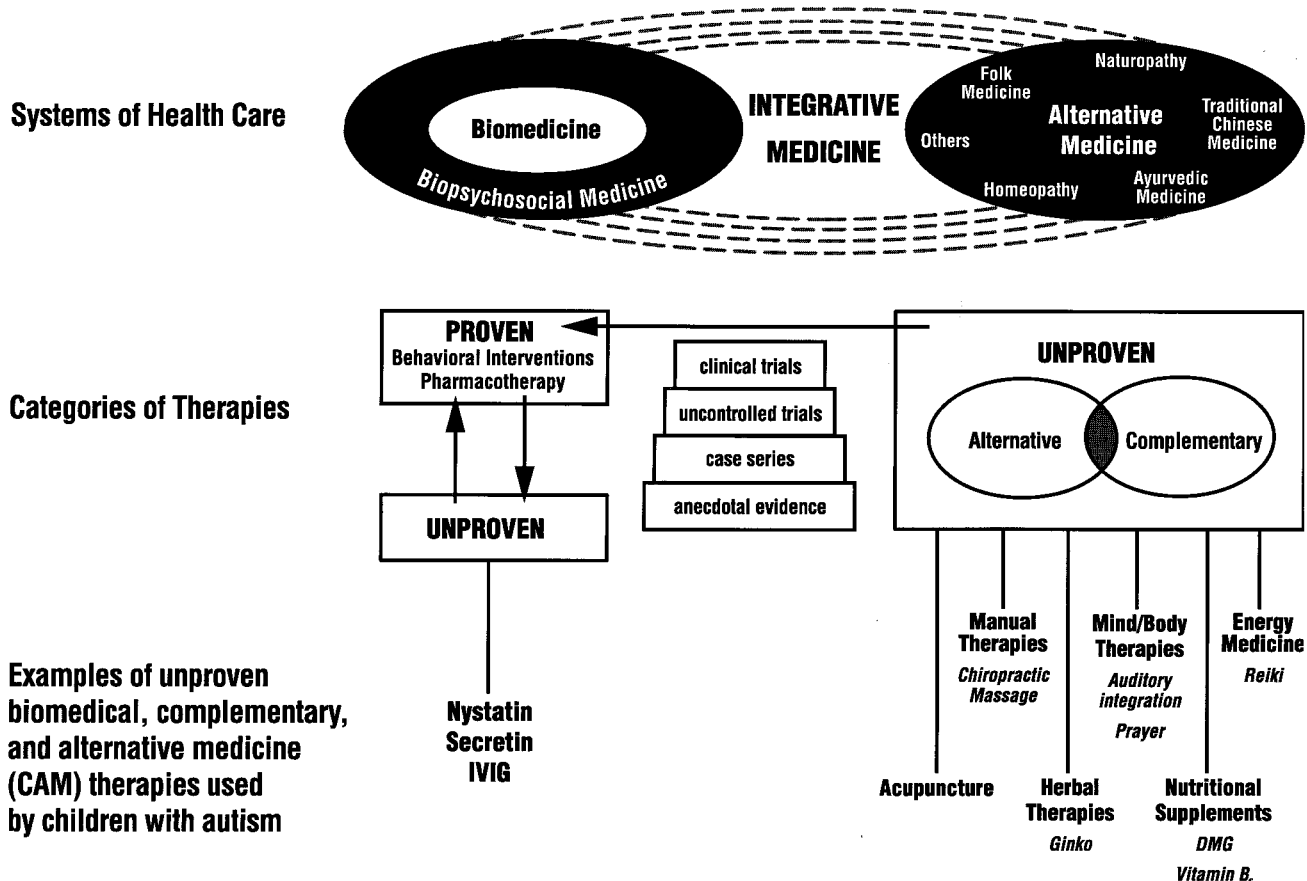 Systems of Health Care
Biomedicine
Biopsychosocial Medicine
INTEGRATIVE
MEDICINE
Naturopathy
Folk
Medicine
Alternative
Medicine
Traditional
Chinese
Medicine
Others
Homeopathy
Ayurvedic
Medicine
Categories of Therapies
PROVEN
Behavioral Interventions
Pharmacotherapy
UNPROVEN
clinical trials
uncontrolled trials
case series
anecdotal evidence
UNPROVEN
Alternative
Complementary
Examples of unproven
biomedical, complementary,
and alternative medicine
(CAM) therapies used
by children with autism
Nystatin
Secretin
IVIG
Acupuncture
Manual
Therapies
Chiropractic
Massage
Herbal
Therapies
Ginko
Mind/Body
Therapies
Auditory
integration
Prayer
Nutritional
Supplements
DMG
Vitamin B.
Energy
Medicine
Reiki